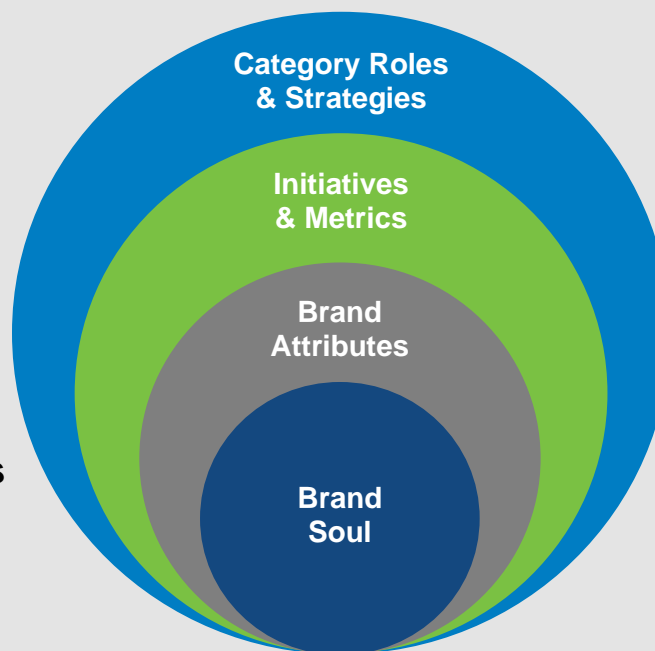 Category Roles
& Strategies
Initiatives
& Metrics
Brand
Attributes
s
Brand
Soul